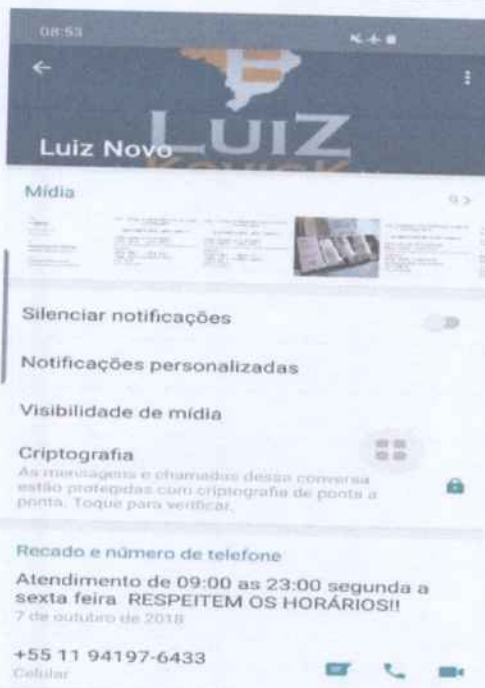 08:53
LUIZ
Luiz Novo
Mídia
9 >
Silenciar notificações
Notificações personalizadas
Visibilidade de mídia
Criptografia
As mensagens e chamadas dessa conversa
estão protegidas com criptografia de ponta a
ponta. Toque para verificar.
Recado e número de telefone
Atendimento de 09:00 as 23:00 segunda a
sexta feira RESPEITEM OS HORÁRIOS!!
7 de outubro de 2018
+55 11 94197-6433
Celular